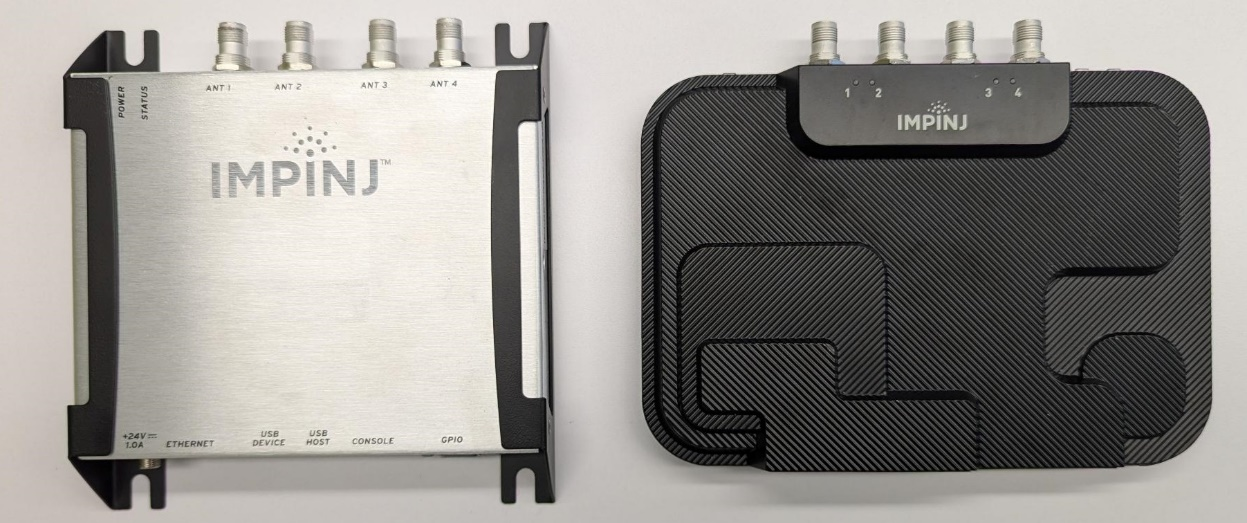 POWER
STATUS
ANT 1 ANT 2 ANT 3 ANT 4
IMPINJ™
+24V⎓
1.0A
ETHERNET
USB
DEVICE
USB
HOST
CONSOLE
GPIO
1 2 3 4
IMPINJ